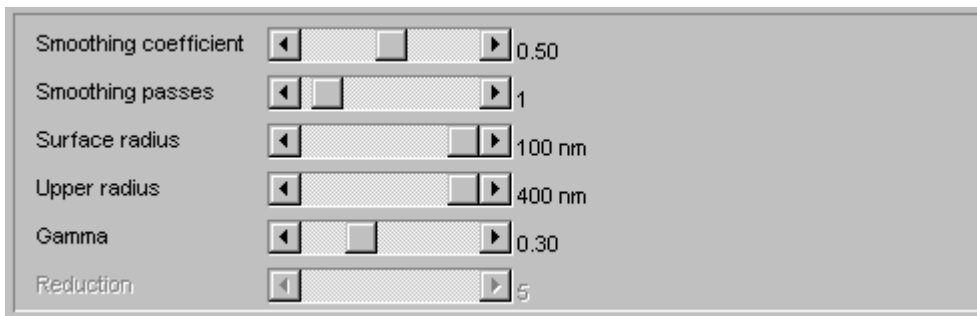 Smoothing coefficient 0.50
Smoothing passes 1
Surface radius 100 nm
Upper radius 400 nm
Gamma 0.30
Reduction 5